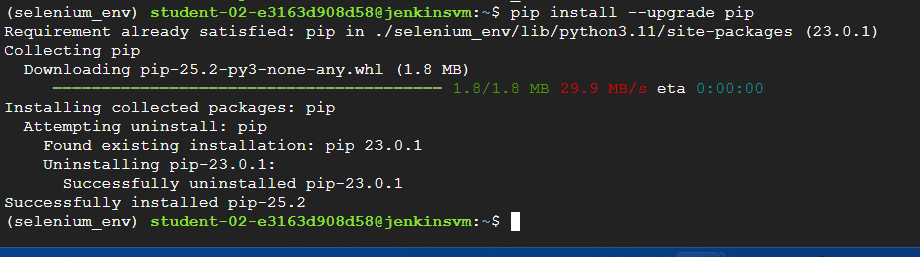 (selenium_env) student-02-e3163d908d58@jenkinsvm:~$ pip install --upgrade pip
Requirement already satisfied: pip in ./selenium_env/lib/python3.11/site-packages (23.0.1)
Collecting pip
  Downloading pip-25.2-py3-none-any.whl (1.8 MB)
     ━━━━━━━━━━━━━━━━━━━━━━━━━━━━━━━━━━━━━━━━ 1.8/1.8 MB 29.9 MB/s eta 0:00:00
Installing collected packages: pip
  Attempting uninstall: pip
    Found existing installation: pip 23.0.1
    Uninstalling pip-23.0.1:
      Successfully uninstalled pip-23.0.1
Successfully installed pip-25.2
(selenium_env) student-02-e3163d908d58@jenkinsvm:~$